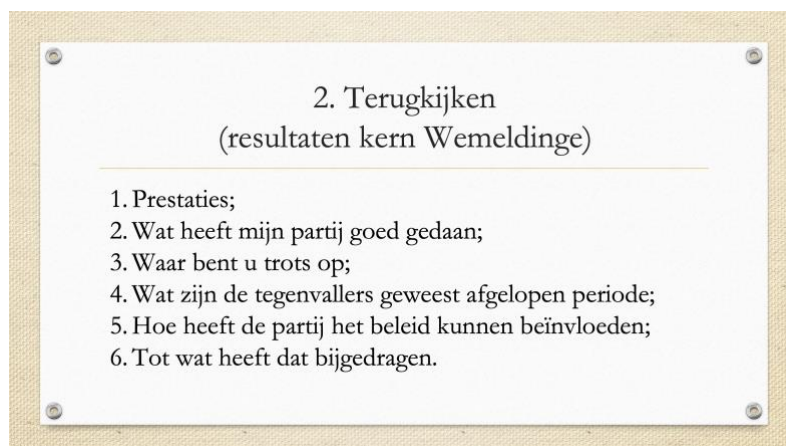 2. Terugkijken
(resultaten kern Wemeldinge)
1. Prestaties;
2. Wat heeft mijn partij goed gedaan;
3. Waar bent u trots op;
4. Wat zijn de tegenvallers geweest afgelopen periode;
5. Hoe heeft de partij het beleid kunnen beïnvloeden;
6. Tot wat heeft dat bijgedragen.